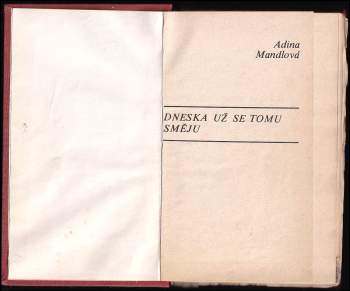 Adina
Mandlová
DNESKA UŽ SE TOMU
SMĚJU